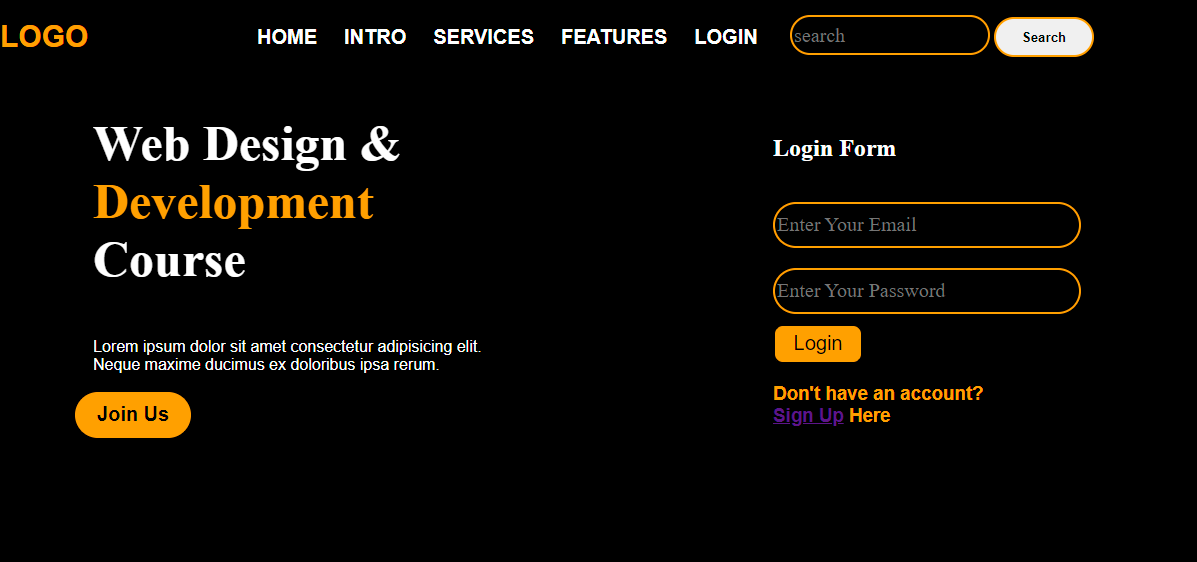 LOGO HOME INTRO SERVICES FEATURES LOGIN search Search
Web Design &
Development
Course
Lorem ipsum dolor sit amet consectetur adipisicing elit.
Neque maxime ducimus ex doloribus ipsa rerum.
Join Us
Login Form
Enter Your Email
Enter Your Password
Login
Don't have an account?
Sign Up Here